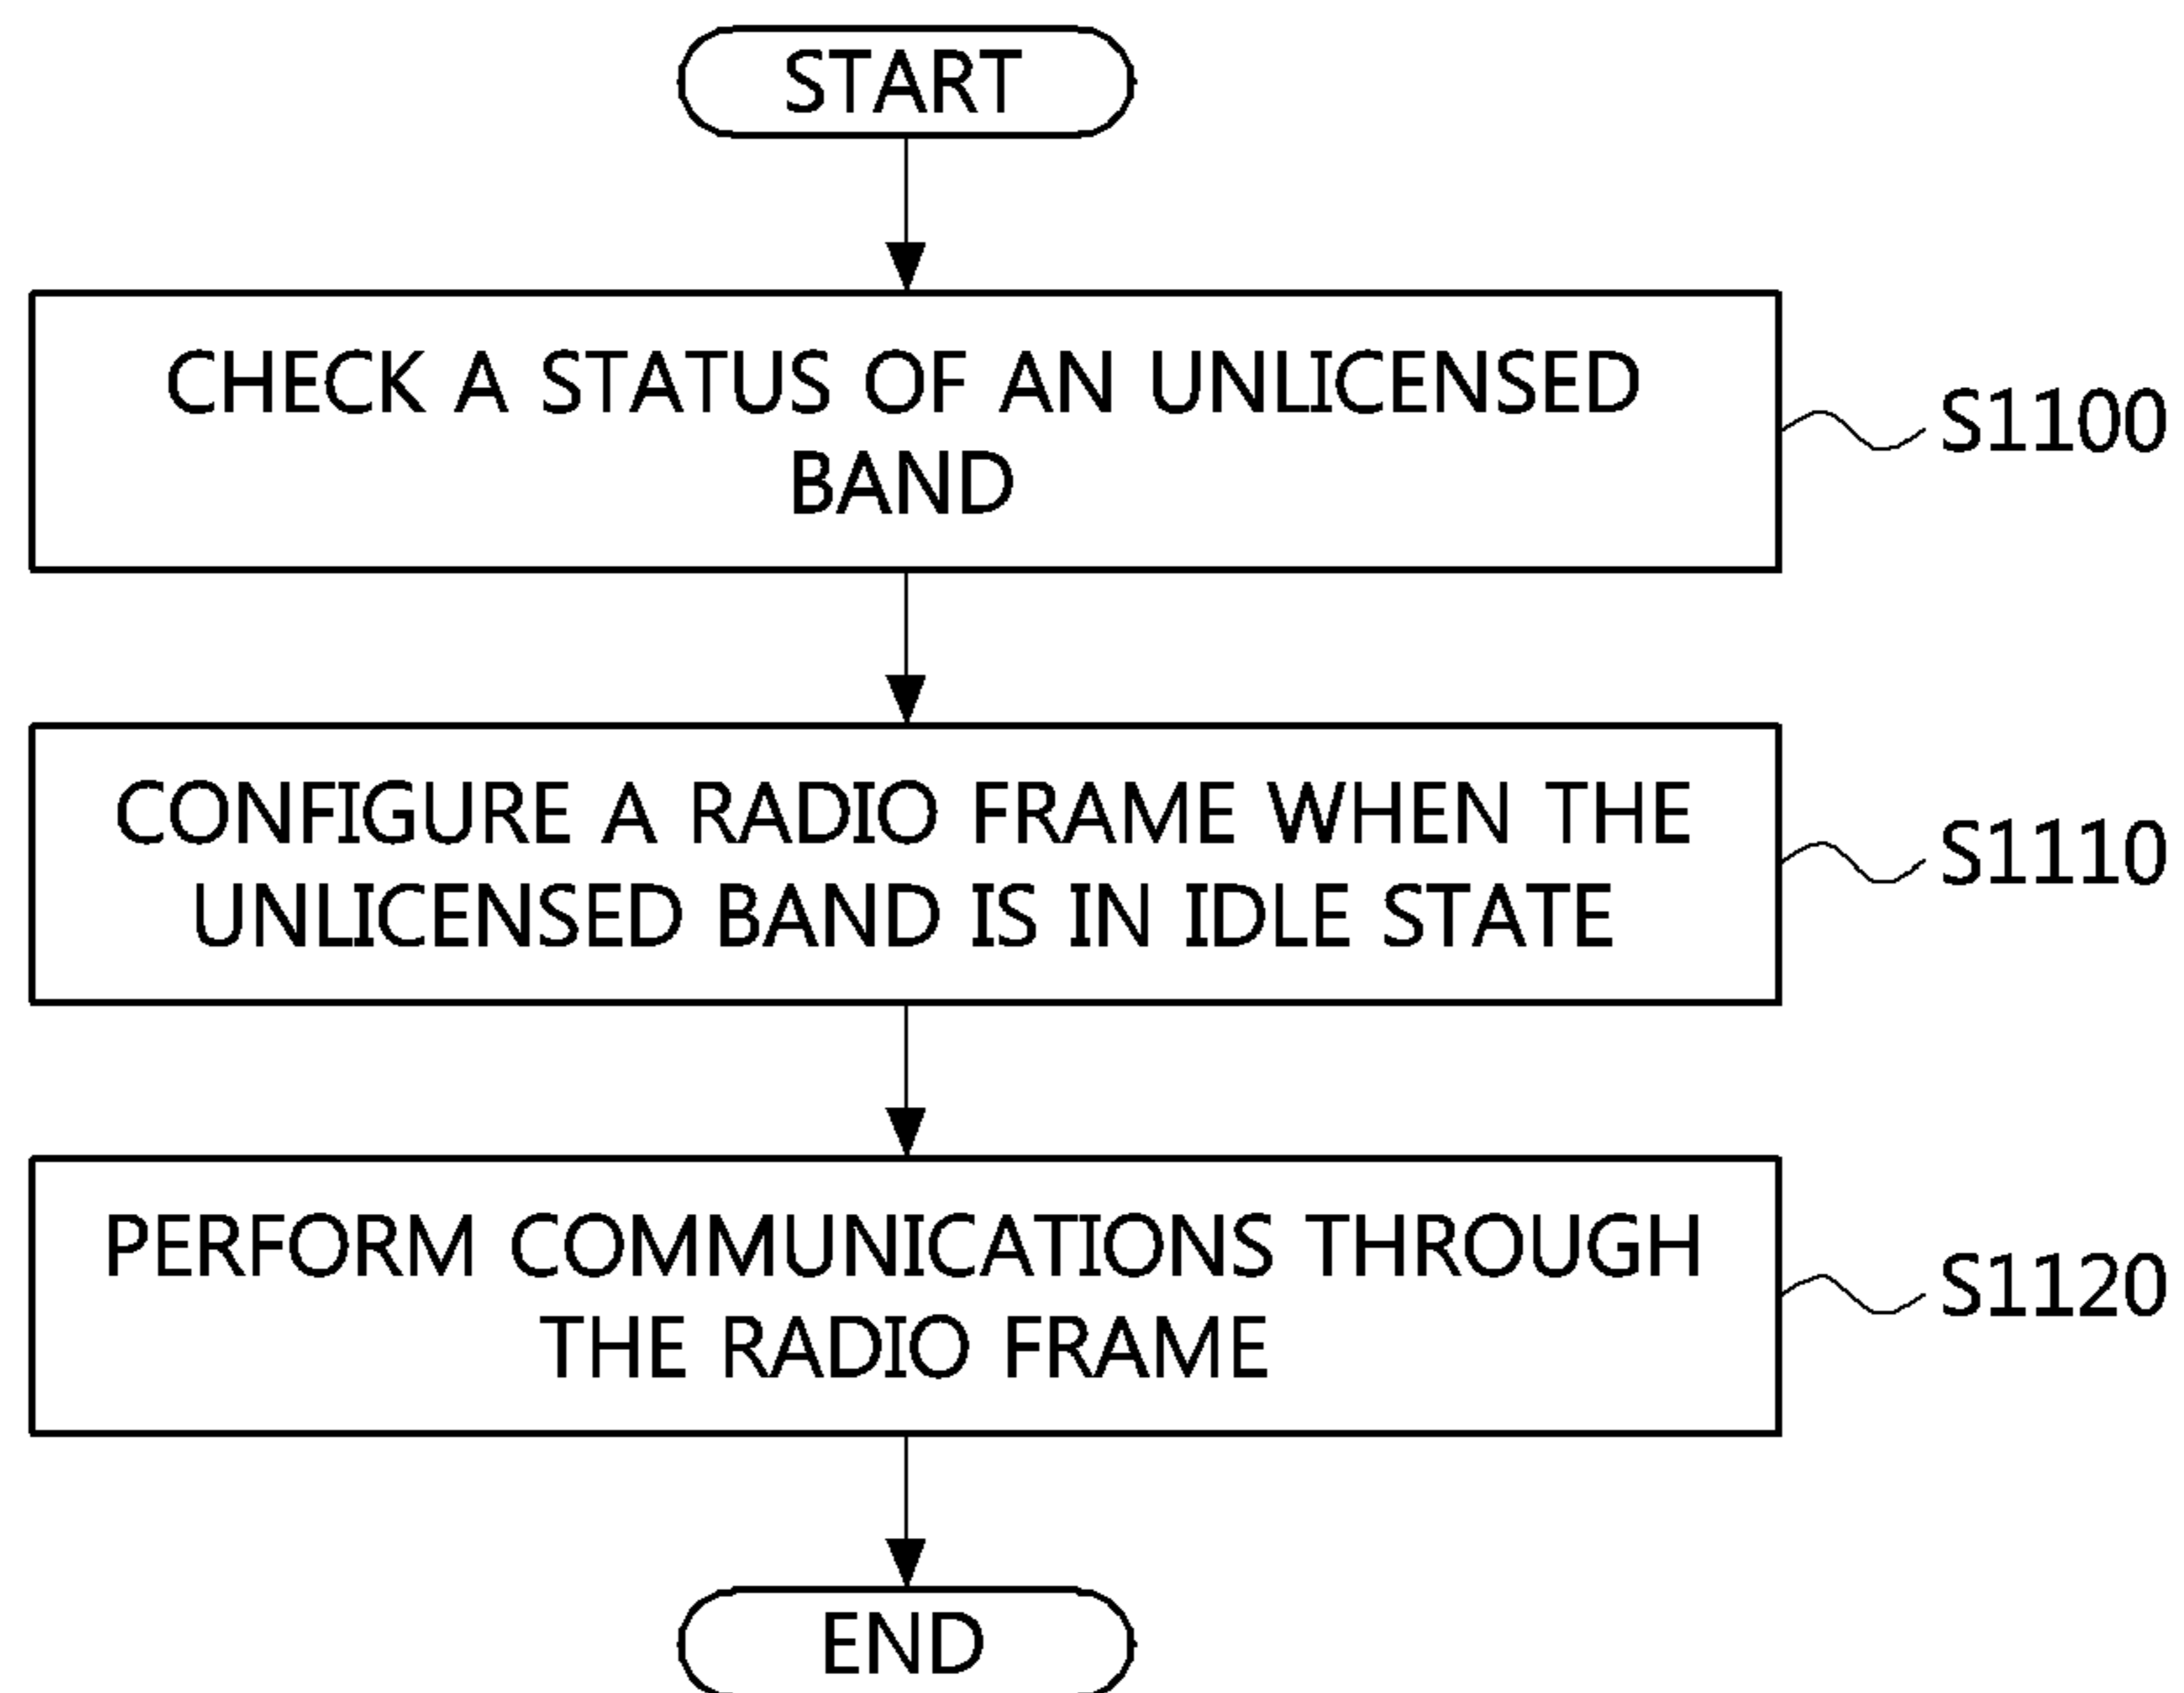 START
CHECK A STATUS OF AN UNLICENSED
BAND
S1100
CONFIGURE A RADIO FRAME WHEN THE
UNLICENSED BAND IS IN IDLE STATE
S1110
PERFORM COMMUNICATIONS THROUGH
THE RADIO FRAME
S1120
END